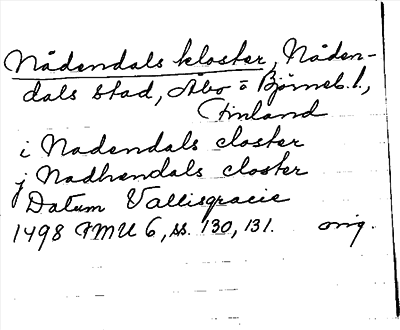 Nådendals kloster, Nåden-
dals stad, Åbo o Björneb. l.,
Finland
i Nadendals closter
j Nadhendals closter
Datum Vallisgracie
1498 FMU 6, ss. 130, 131. orig.